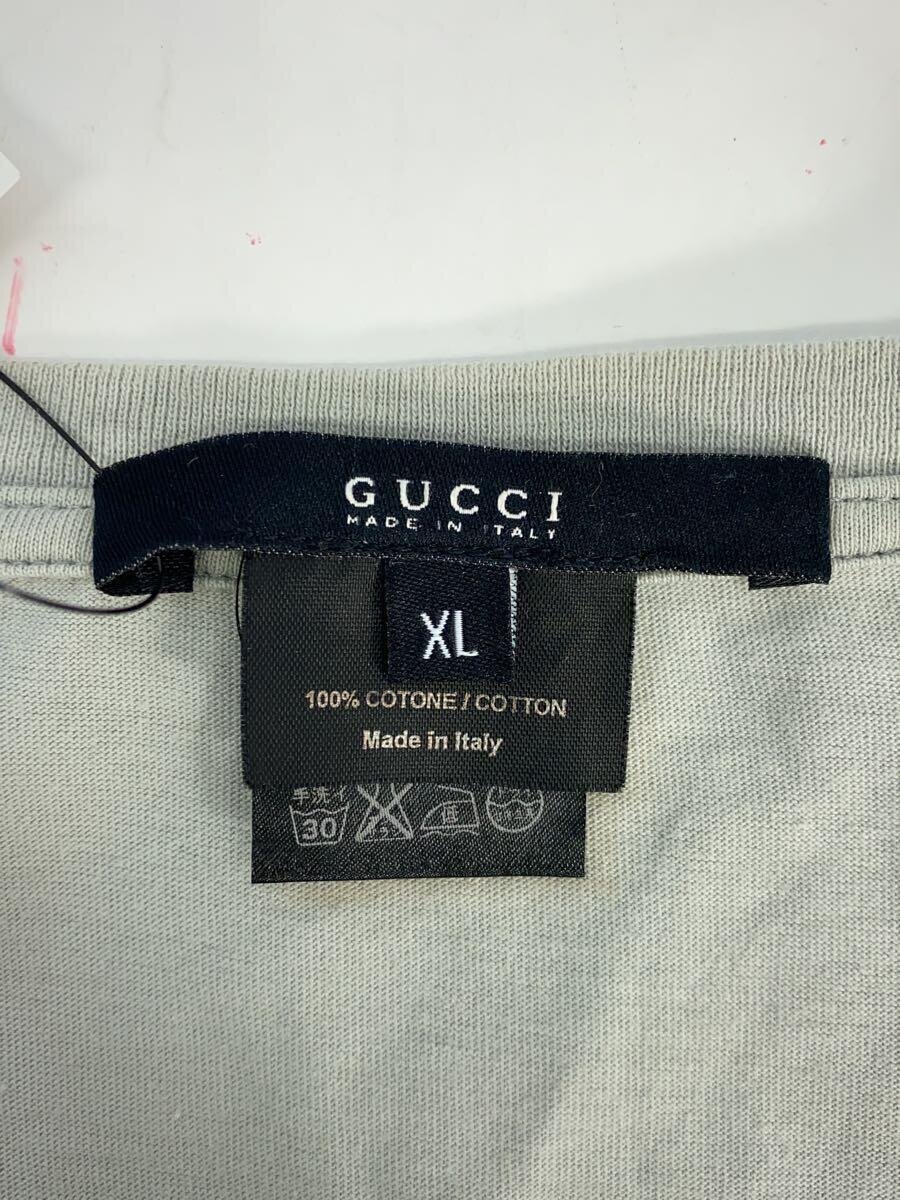 GUCCI
MADE IN ITALY
XL
100% COTONE / COTTON
Made in Italy
手洗イ
30